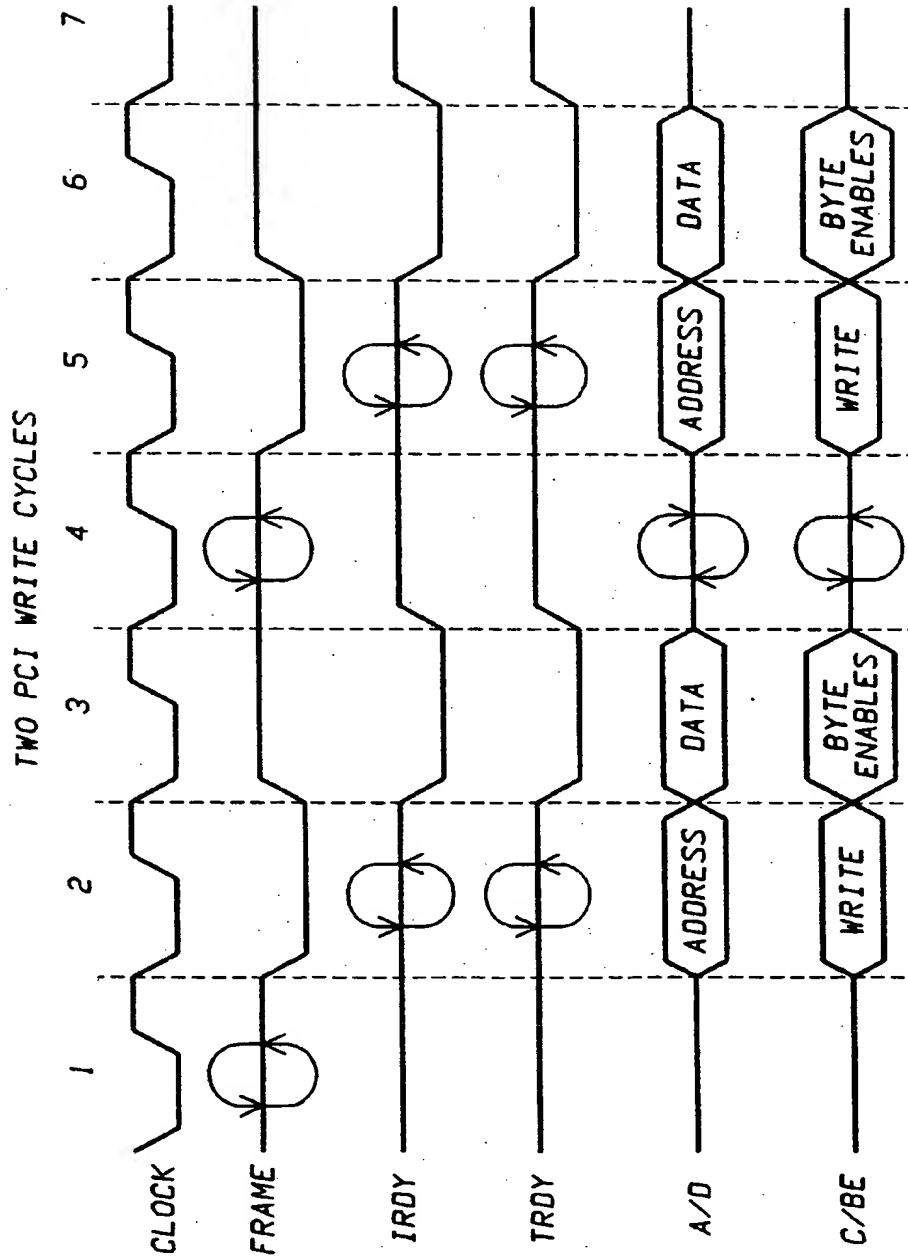 TWO PCI WRITE CYCLES
1 2 3 4 5 6 7
CLOCK
FRAME
IRDY
TRDY
A/D ADDRESS DATA ADDRESS DATA
C/BE WRITE BYTE ENABLES WRITE BYTE ENABLES